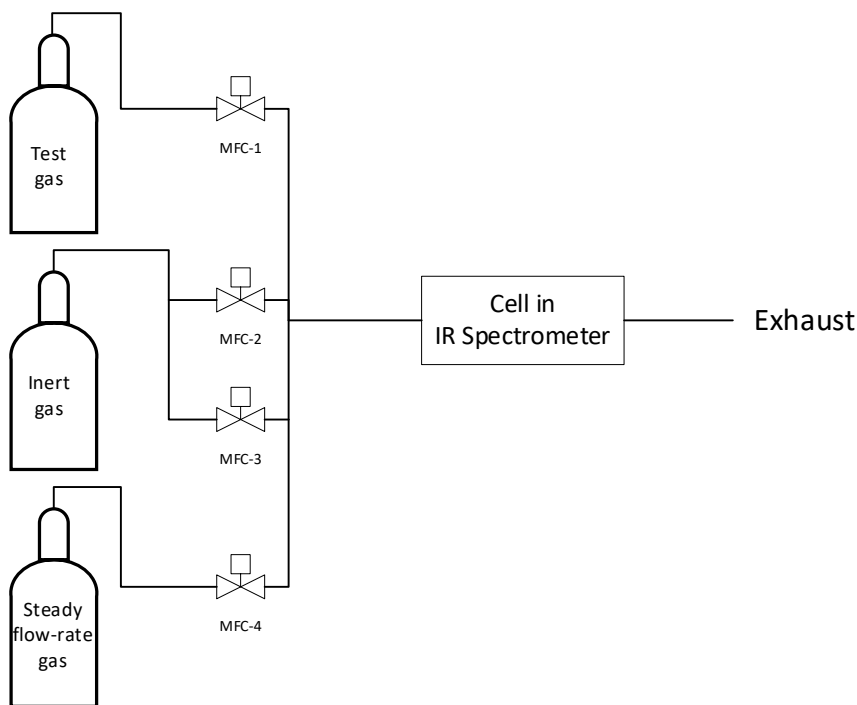 Test
gas
MFC-1
Inert
gas
MFC-2
MFC-3
Cell in
IR Spectrometer
Exhaust
Steady
flow-rate
gas
MFC-4